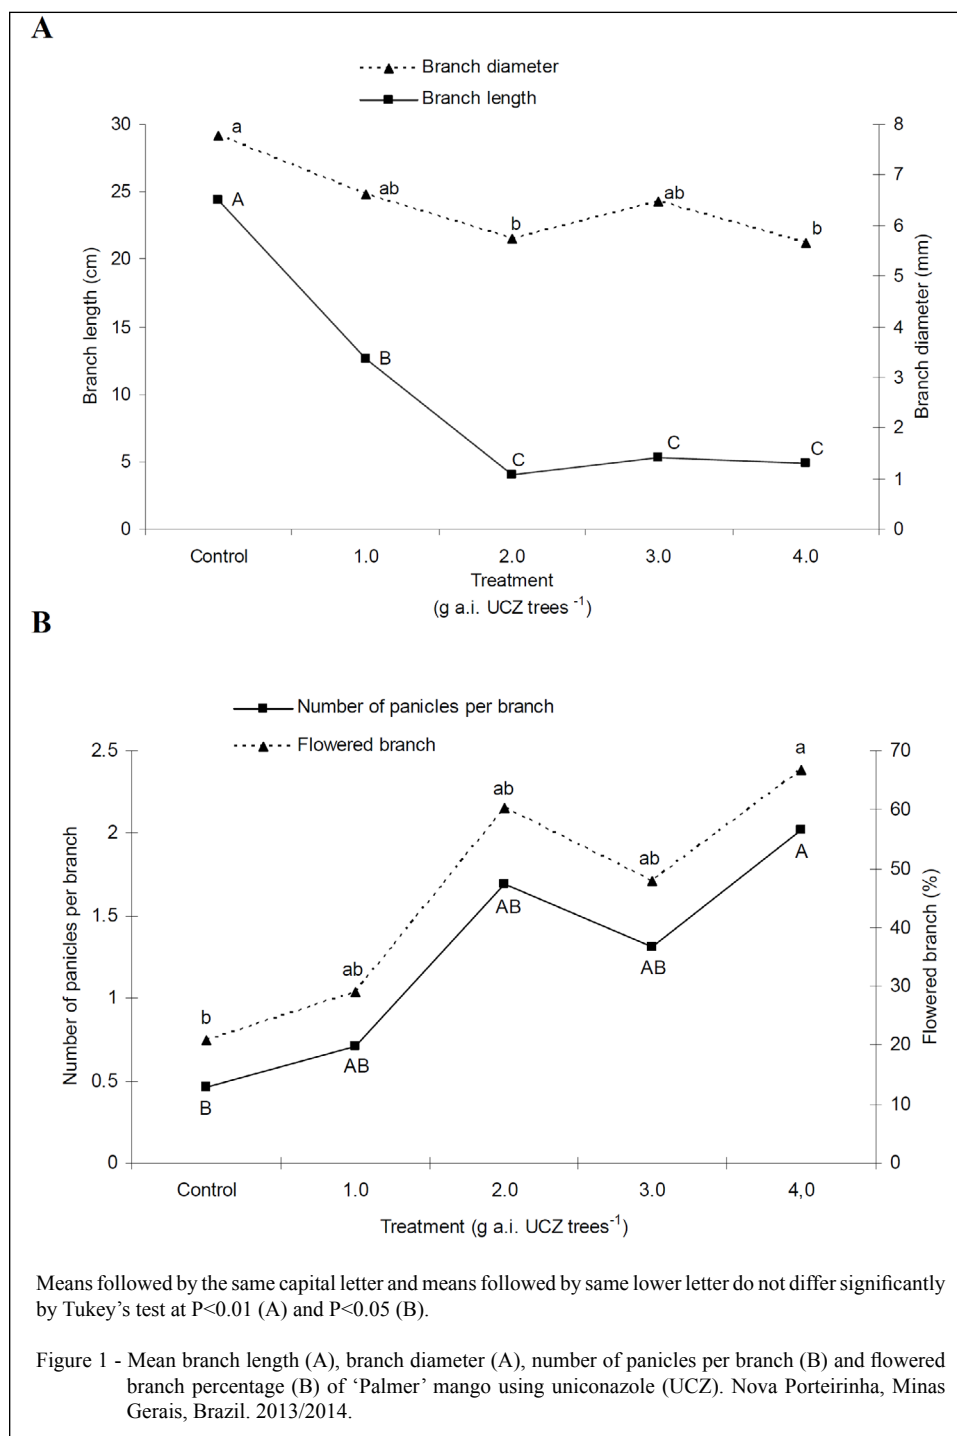 A
Branch diameter
Branch length
30
25
20
15
10
5
0
Branch length (cm)
8
7
6
5
4
3
2
1
0
Branch diameter (mm)
a
ab
b
ab
b
A
B
C
C
C
Control 1.0 2.0 3.0 4.0
Treatment
(g a.i. UCZ trees -1)
B
Number of panicles per branch
Flowered branch
2.5
2
1.5
1
0.5
0
Number of panicles per branch
70
60
50
40
30
20
10
0
Flowered branch (%)
b
ab
ab
ab
a
B
AB
AB
AB
A
Control 1.0 2.0 3.0 4,0
Treatment (g a.i. UCZ trees-1)
Means followed by the same capital letter and means followed by same lower letter do not differ significantly
by Tukey’s test at P<0.01 (A) and P<0.05 (B).
Figure 1 - Mean branch length (A), branch diameter (A), number of panicles per branch (B) and flowered
branch percentage (B) of ‘Palmer’ mango using uniconazole (UCZ). Nova Porteirinha, Minas
Gerais, Brazil. 2013/2014.